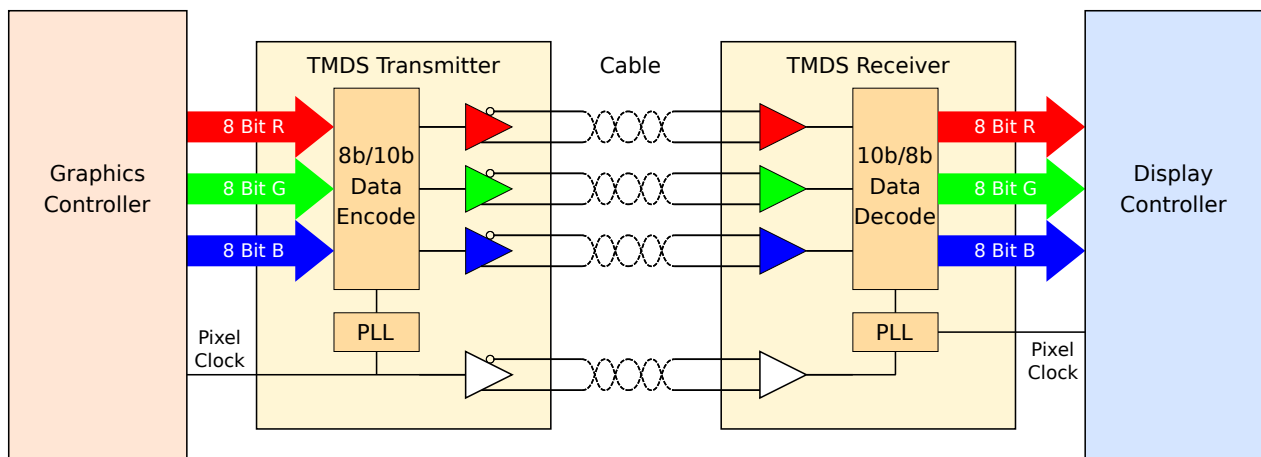 Graphics
Controller
TMDS Transmitter
8 Bit R
8 Bit G
8 Bit B
8b/10b
Data
Encode
PLL
Pixel
Clock
Cable
TMDS Receiver
10b/8b
Data
Decode
PLL
8 Bit R
8 Bit G
8 Bit B
Pixel
Clock
Display
Controller